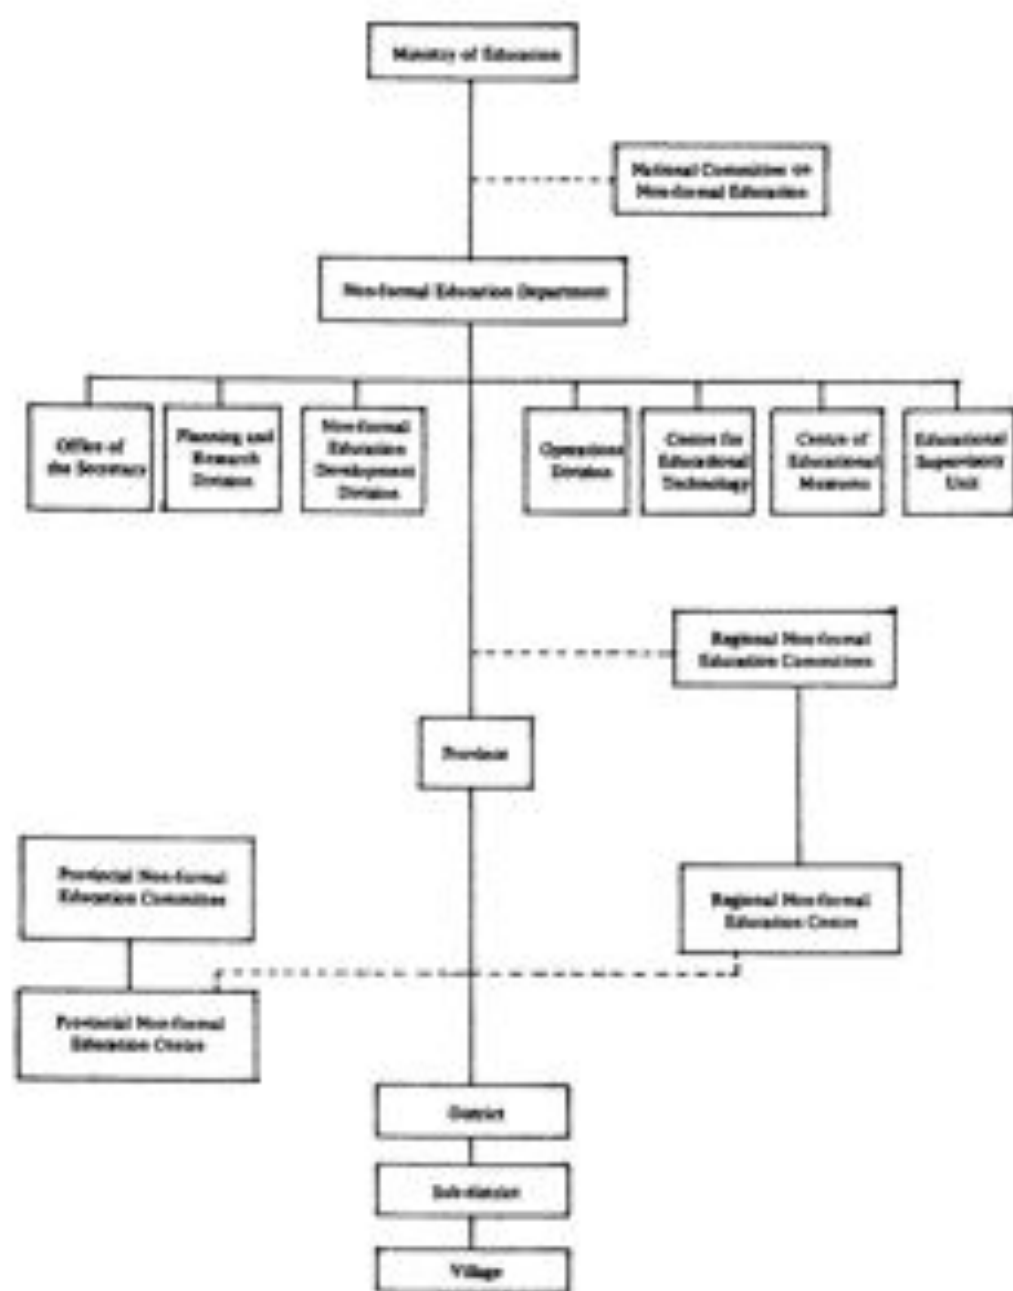 Ministry of Education
National Committee on
Non-formal Education
Non-formal Education Department
Office of
the Secretary
Planning and
Research
Division
Non-formal
Education
Development
Division
Operations
Division
Centre for
Educational
Technology
Centre of
Educational
Museums
Educational
Supervisory
Unit
Regional Non-formal
Education Committee
Province
Provincial Non-formal
Education Committee
Regional Non-formal
Education Centre
Provincial Non-formal
Education Centre
District
Sub-district
Village